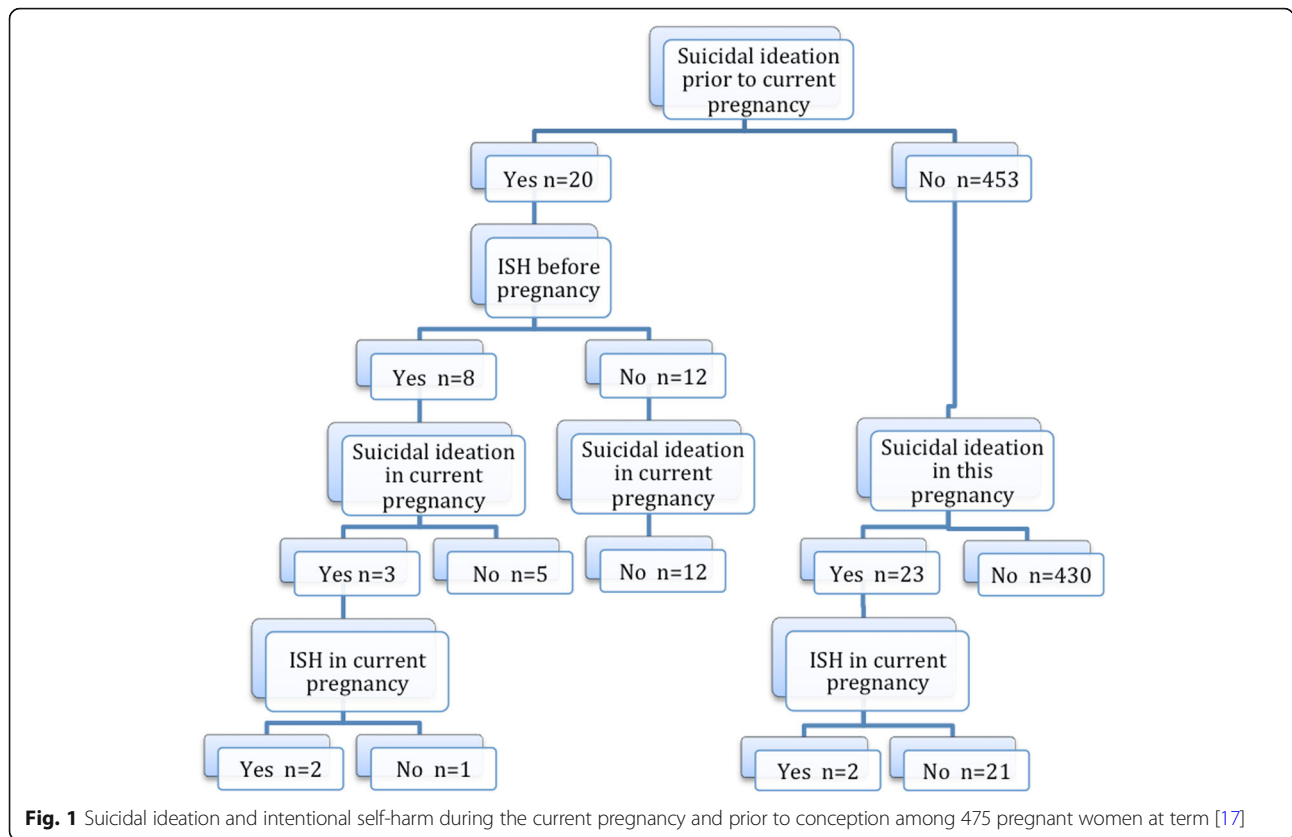 Suicidal ideation
prior to current
pregnancy
Yes n=20
No n=453
ISH before
pregnancy
Yes n=8
No n=12
Suicidal ideation
in current
pregnancy
Suicidal ideation
in current
pregnancy
Suicidal ideation
in this
pregnancy
Yes n=3
No n=5
No n=12
Yes n=23
No n=430
ISH in current
pregnancy
ISH in current
pregnancy
Yes n=2
No n=1
Yes n=2
No n=21
Fig. 1 Suicidal ideation and intentional self-harm during the current pregnancy and prior to conception among 475 pregnant women at term [17]